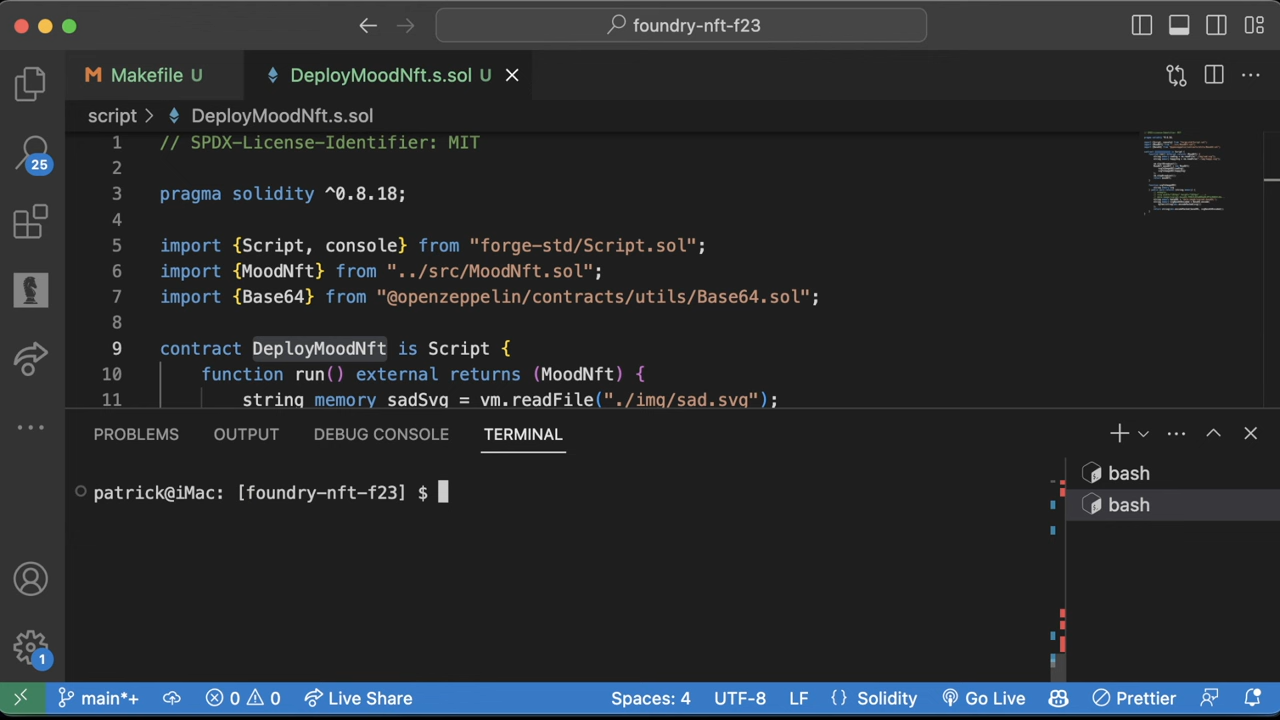 foundry-nft-f23
Makefile U
DeployMoodNft.s.sol U
script > DeployMoodNft.s.sol
1 // SPDX-License-Identifier: MIT
2
3 pragma solidity ^0.8.18;
4
5 import {Script, console} from "forge-std/Script.sol";
6 import {MoodNft} from "../src/MoodNft.sol";
7 import {Base64} from "@openzeppelin/contracts/utils/Base64.sol";
8
9 contract DeployMoodNft is Script {
10 function run() external returns (MoodNft) {
11 string memory sadSvg = vm.readFile("./img/sad.svg");
25
PROBLEMS OUTPUT DEBUG CONSOLE TERMINAL
patrick@iMac: [foundry-nft-f23] $
bash
bash
1
main*+ 0 0 Live Share Spaces: 4 UTF-8 LF {} Solidity Go Live Prettier